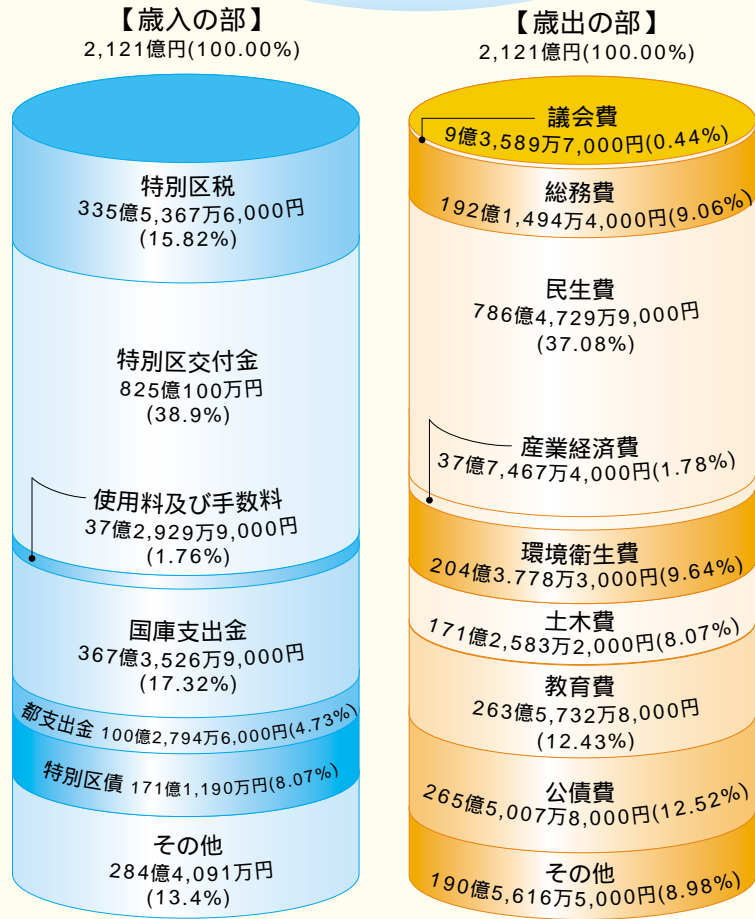 【歳入の部】
2,121億円(100.00%)
特別区税
335億5,367万6,000円
(15.82%)
特別区交付金
825億100万円
(38.9%)
使用料及び手数料
37億2,929万9,000円
(1.76%)
国庫支出金
367億3,526万9,000円
(17.32%)
都支出金 100億2,794万6,000円(4.73%)
特別区債 171億1,190万円(8.07%)
その他
284億4,091万円
(13.4%)
【歳出の部】
2,121億円(100.00%)
議会費
9億3,589万7,000円(0.44%)
総務費
192億1,494万4,000円(9.06%)
民生費
786億4,729万9,000円
(37.08%)
産業経済費
37億7,467万4,000円(1.78%)
環境衛生費
204億3.778万3,000円(9.64%)
土木費
171億2,583万2,000円(8.07%)
教育費
263億5,732万8,000円
(12.43%)
公債費
265億5,007万8,000円(12.52%)
その他
190億5,616万5,000円(8.98%)